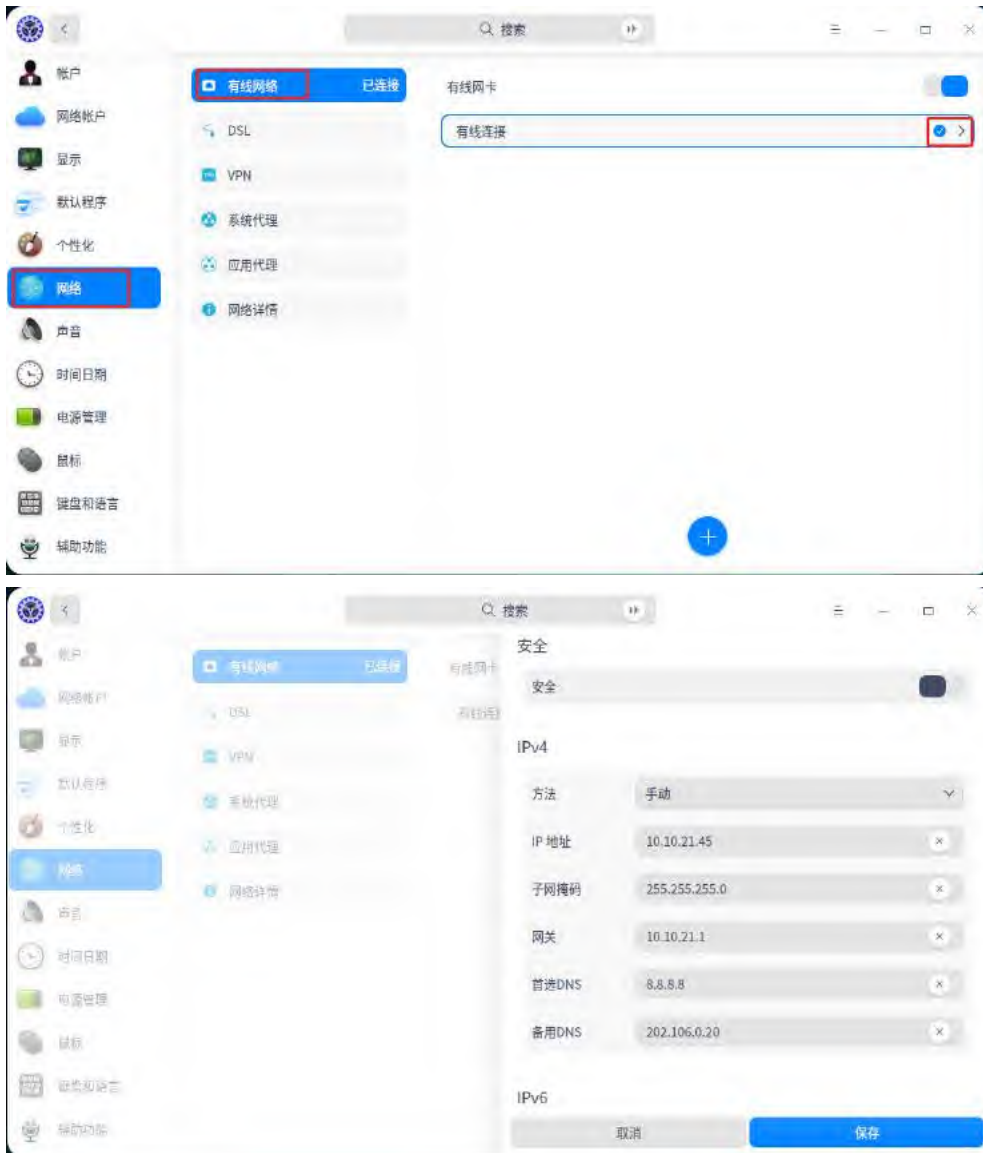 搜索
帐户
网络帐户
显示
默认程序
个性化
网络
声音
时间日期
电源管理
鼠标
键盘和语言
辅助功能
有线网络 已连接
DSL
VPN
系统代理
应用代理
网络详情
有线网卡
有线连接
搜索
帐户
网络帐户
显示
默认程序
个性化
网络
声音
时间日期
电源管理
鼠标
键盘和语言
辅助功能
有线网络 已连接
DSL
VPN
系统代理
应用代理
网络详情
有线网卡
有线连
安全
安全
IPv4
方法 手动
IP 地址 10.10.21.45
子网掩码 255.255.255.0
网关 10.10.21.1
首选DNS 8.8.8.8
备用DNS 202.106.0.20
IPv6
取消 保存